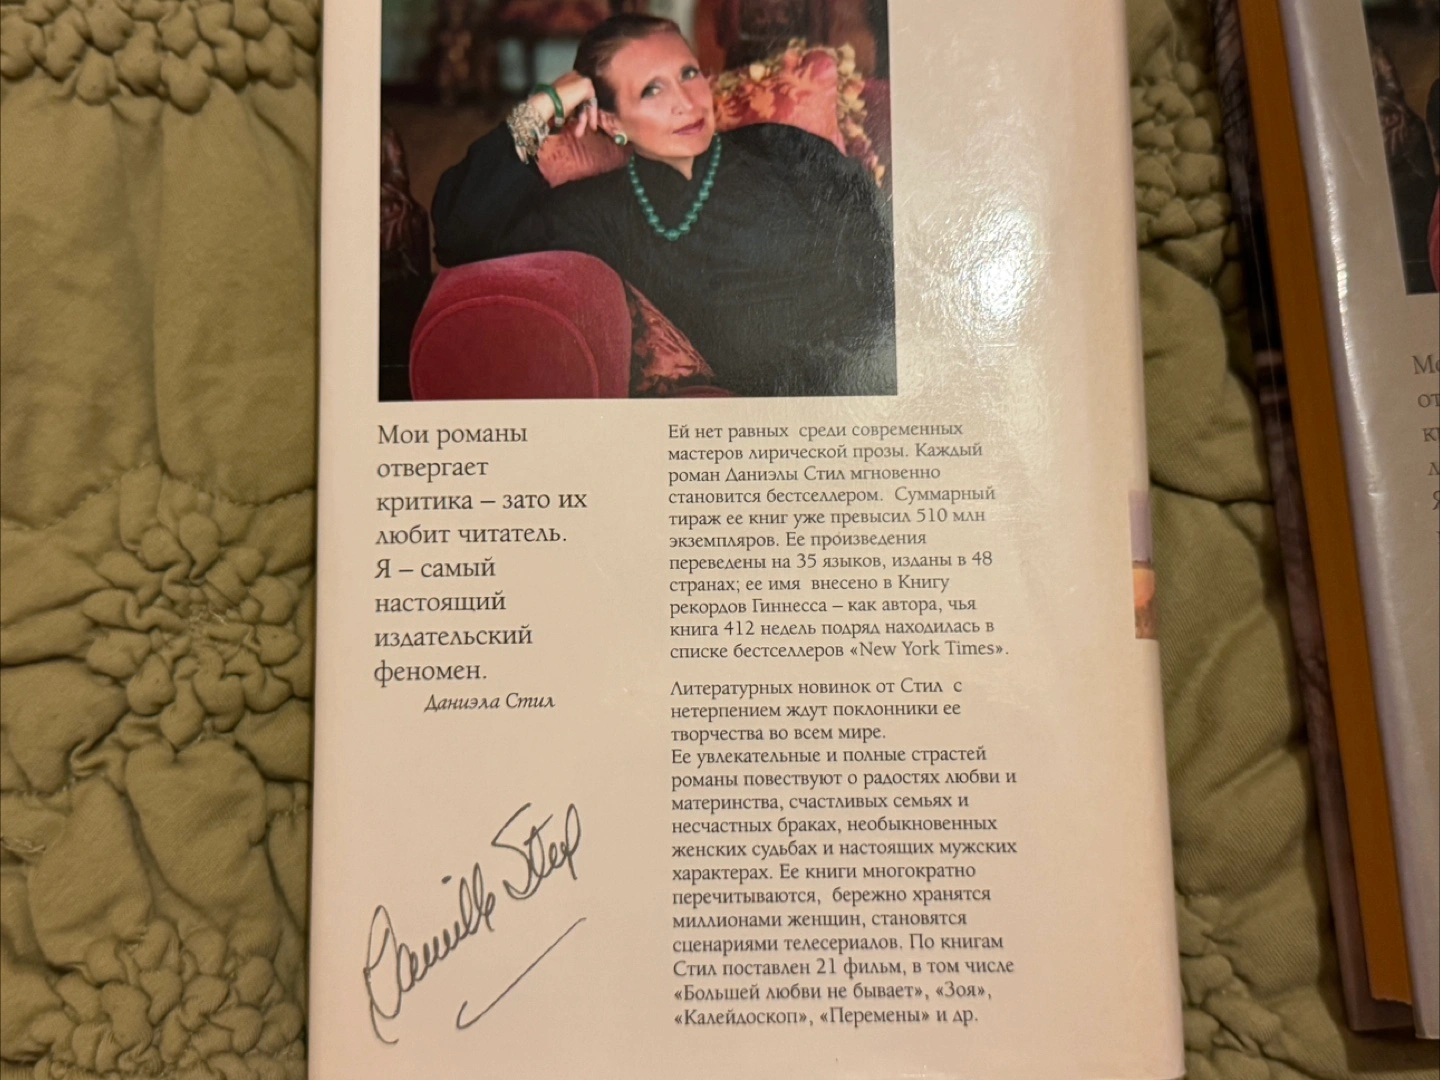 Мои романы
отвергает
критика – зато их
любит читатель.
Я – самый
настоящий
издательский
феномен.
Даниэла Стил
Danielle Steel
Ей нет равных среди современных
мастеров лирической прозы. Каждый
роман Даниэлы Стил мгновенно
становится бестселлером. Суммарный
тираж ее книг уже превысил 510 млн
экземпляров. Ее произведения
переведены на 35 языков, изданы в 48
странах; ее имя внесено в Книгу
рекордов Гиннесса – как автора, чья
книга 412 недель подряд находилась в
списке бестселлеров «New York Times».
Литературных новинок от Стил с
нетерпением ждут поклонники ее
творчества во всем мире.
Ее увлекательные и полные страстей
романы повествуют о радостях любви и
материнства, счастливых семьях и
несчастных браках, необыкновенных
женских судьбах и настоящих мужских
характерах. Ее книги многократно
перечитываются, бережно хранятся
миллионами женщин, становятся
сценариями телесериалов. По книгам
Стил поставлен 21 фильм, в том числе
«Большей любви не бывает», «Зоя»,
«Калейдоскоп», «Перемены» и др.